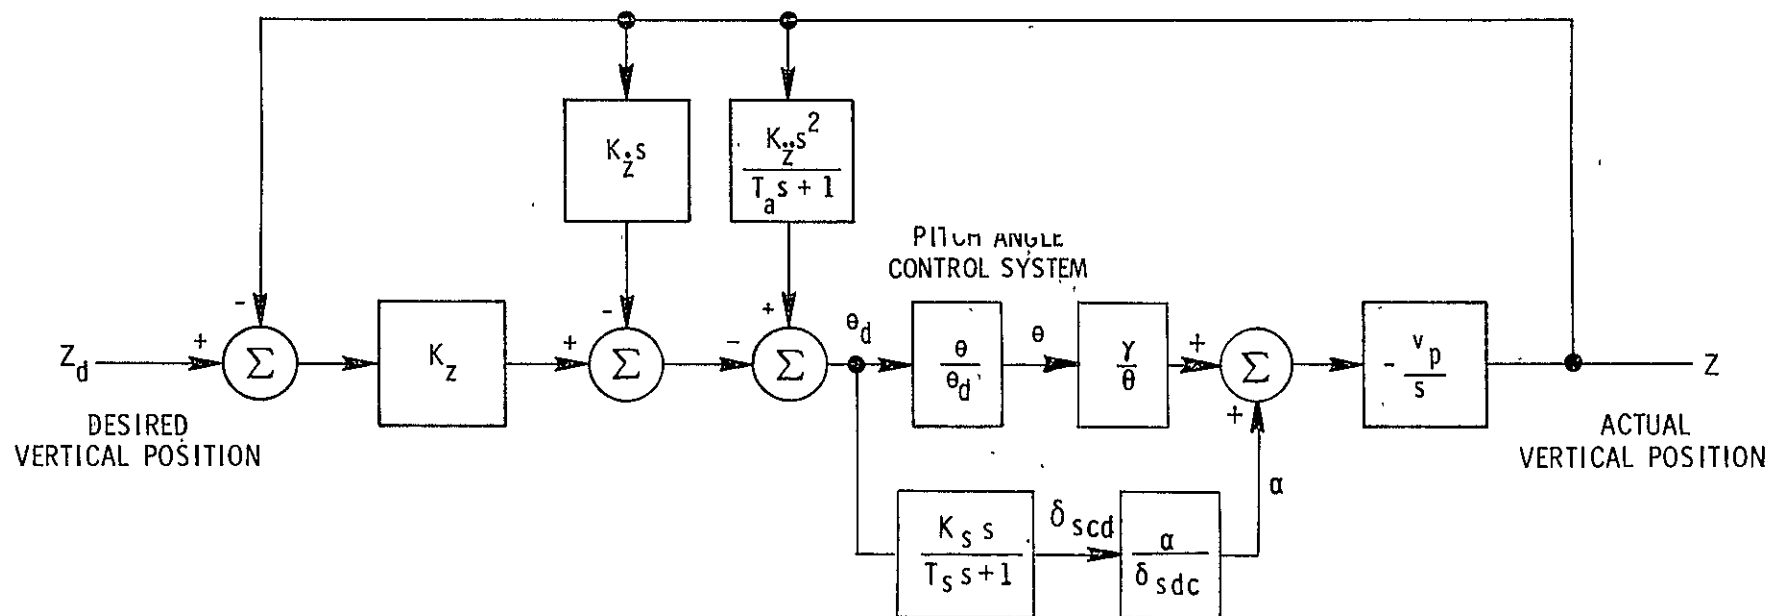 K_ż s
K_z̈ s²
T_a s + 1
PITCH ANGLE
CONTROL SYSTEM
Z_d
+
-
Σ
K_z
+
-
Σ
-
+
Σ
θ_d
θ
θ_d
θ
γ
θ
+
+
Σ
- v_p
s
Z
DESIRED
VERTICAL POSITION
ACTUAL
VERTICAL POSITION
K_s s
T_s s+1
δ_scd
α
δ_sdc
α